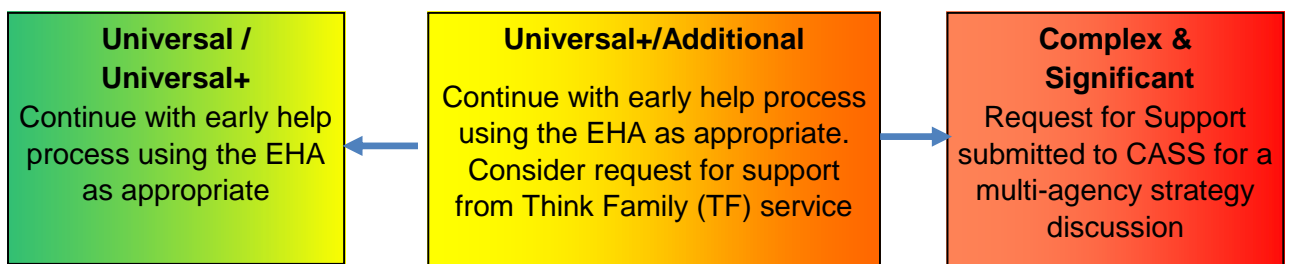 Universal /
Universal+
Continue with early help
process using the EHA
as appropriate
Universal+/Additional
Continue with early help process
using the EHA as appropriate.
Consider request for support
from Think Family (TF) service
Complex &
Significant
Request for Support
submitted to CASS for a
multi-agency strategy
discussion